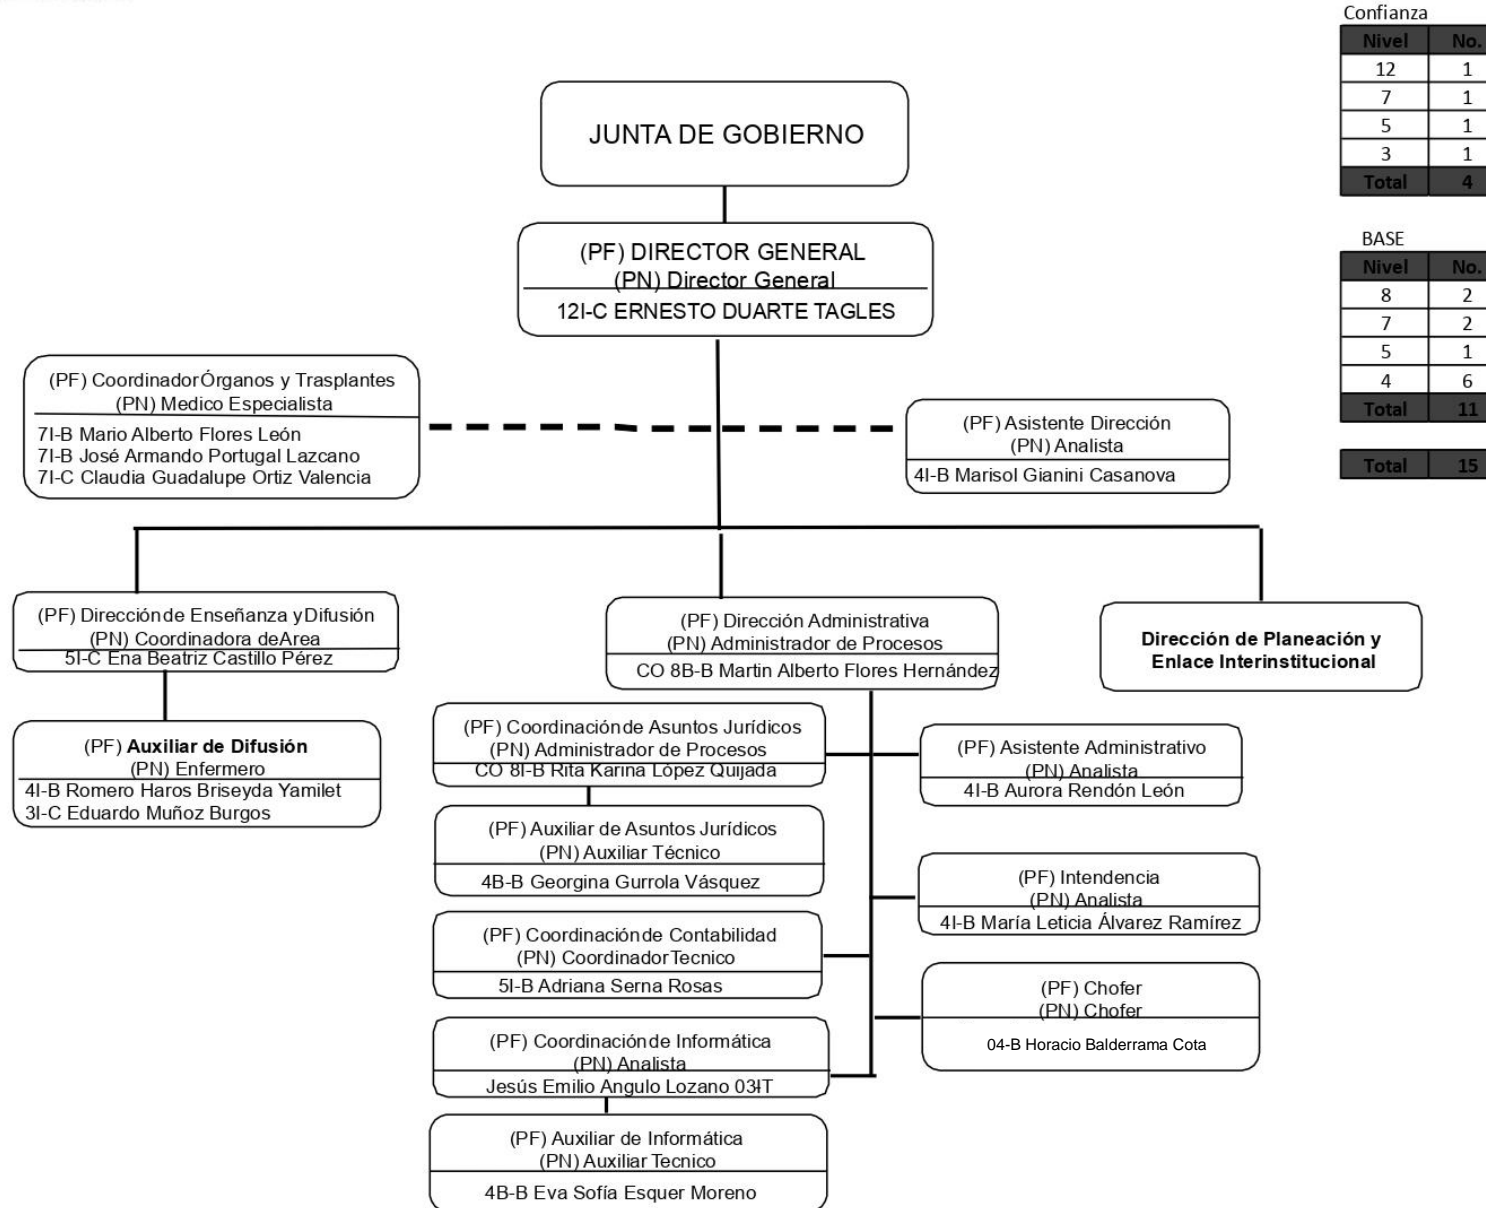 Confianza
Nivel No.
12 1
7 1
5 1
3 1
Total 4
BASE
Nivel No.
8 2
7 2
5 1
4 6
Total 11
Total 15
JUNTA DE GOBIERNO
(PF) DIRECTOR GENERAL
(PN) Director General
12I-C ERNESTO DUARTE TAGLES
(PF) Coordinador Órganos y Trasplantes
(PN) Medico Especialista
7I-B Mario Alberto Flores León
7I-B José Armando Portugal Lazcano
7I-C Claudia Guadalupe Ortiz Valencia
(PF) Asistente Dirección
(PN) Analista
4I-B Marisol Gianini Casanova
(PF) Dirección de Enseñanza y Difusión
(PN) Coordinadora de Area
5I-C Ena Beatriz Castillo Pérez
(PF) Auxiliar de Difusión
(PN) Enfermero
4I-B Romero Haros Briseyda Yamilet
3I-C Eduardo Muñoz Burgos
(PF) Dirección Administrativa
(PN) Administrador de Procesos
CO 8B-B Martin Alberto Flores Hernández
Dirección de Planeación y
Enlace Interinstitucional
(PF) Coordinación de Asuntos Jurídicos
(PN) Administrador de Procesos
CO 8I-B Rita Karina López Quijada
(PF) Asistente Administrativo
(PN) Analista
4I-B Aurora Rendón León
(PF) Auxiliar de Asuntos Jurídicos
(PN) Auxiliar Técnico
4B-B Georgina Gurrola Vásquez
(PF) Intendencia
(PN) Analista
4I-B María Leticia Álvarez Ramírez
(PF) Coordinación de Contabilidad
(PN) Coordinador Tecnico
5I-B Adriana Serna Rosas
(PF) Chofer
(PN) Chofer
04-B Horacio Balderrama Cota
(PF) Coordinación de Informática
(PN) Analista
Jesús Emilio Angulo Lozano 03I-T
(PF) Auxiliar de Informática
(PN) Auxiliar Tecnico
4B-B Eva Sofía Esquer Moreno